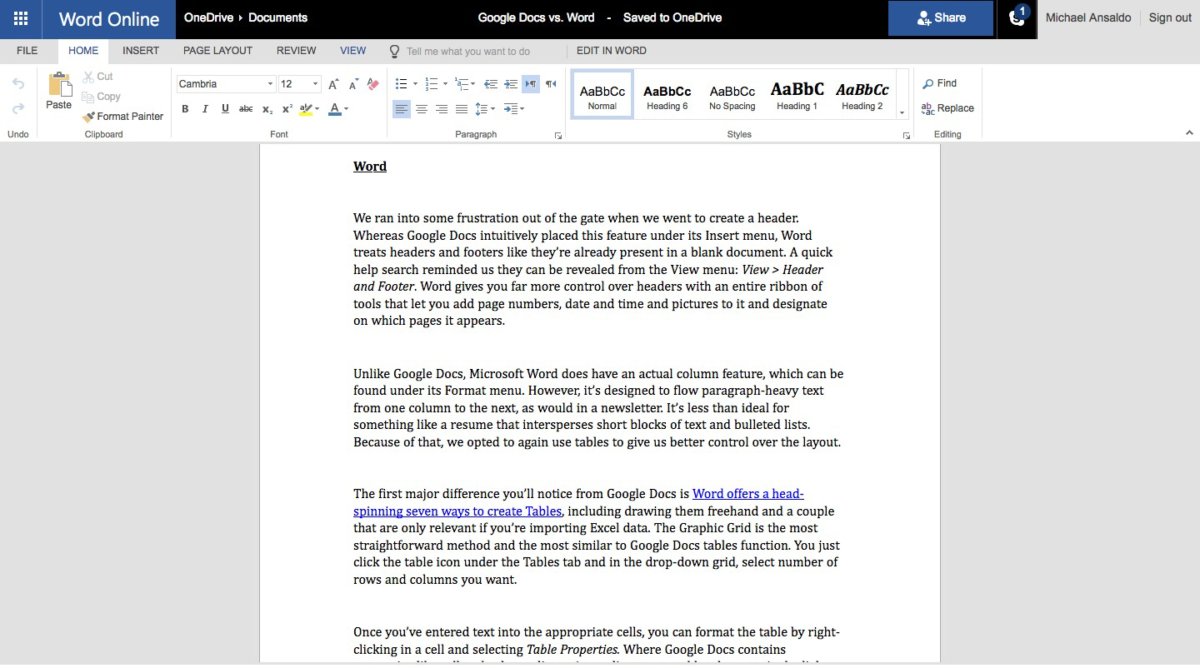 Word Online OneDrive › Documents Google Docs vs. Word - Saved to OneDrive Share 1 Michael Ansaldo Sign out
FILE HOME INSERT PAGE LAYOUT REVIEW VIEW Tell me what you want to do EDIT IN WORD
Paste
Cut
Copy
Format Painter
Cambria 12
B I U abc x₂ x² ab A
AaBbCc AaBbCc AaBbCc AaBbC AaBbCc
Normal Heading 6 No Spacing Heading 1 Heading 2
Find
Replace
Undo Clipboard Font Paragraph Styles Editing
Word
We ran into some frustration out of the gate when we went to create a header.
Whereas Google Docs intuitively placed this feature under its Insert menu, Word
treats headers and footers like they’re already present in a blank document. A quick
help search reminded us they can be revealed from the View menu: View > Header
and Footer. Word gives you far more control over headers with an entire ribbon of
tools that let you add page numbers, date and time and pictures to it and designate
on which pages it appears.
Unlike Google Docs, Microsoft Word does have an actual column feature, which can be
found under its Format menu. However, it’s designed to flow paragraph-heavy text
from one column to the next, as would in a newsletter. It’s less than ideal for
something like a resume that intersperses short blocks of text and bulleted lists.
Because of that, we opted to again use tables to give us better control over the layout.
The first major difference you’ll notice from Google Docs is Word offers a head-
spinning seven ways to create Tables, including drawing them freehand and a couple
that are only relevant if you’re importing Excel data. The Graphic Grid is the most
straightforward method and the most similar to Google Docs tables function. You just
click the table icon under the Tables tab and in the drop-down grid, select number of
rows and columns you want.
Once you’ve entered text into the appropriate cells, you can format the table by right-
clicking in a cell and selecting Table Properties. Where Google Docs contains